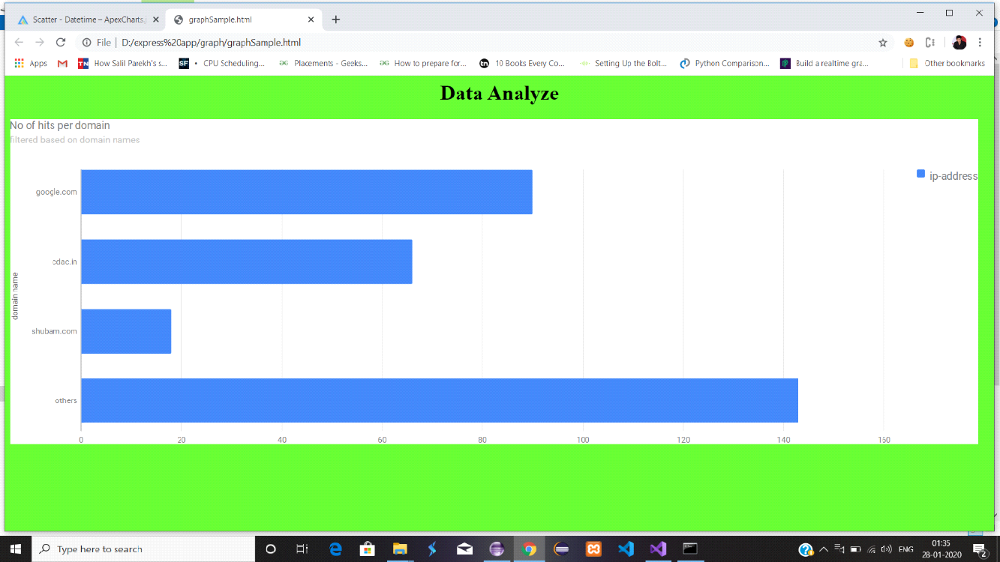 Scatter - Datetime – ApexCharts.j
graphSample.html
File
D:/express%20app/graph/graphSample.html
Apps
How Salil Parekh's s...
CPU Scheduling...
Placements - Geeks...
How to prepare for...
10 Books Every Co...
Setting Up the Bolt...
Python Comparison...
Build a realtime gra...
Other bookmarks
Data Analyze
No of hits per domain
filtered based on domain names
ip-address
domain name
google.com
cdac.in
shubam.com
others
0 20 40 60 80 100 120 140 160
Type here to search
ENG
01:35
28-01-2020
2